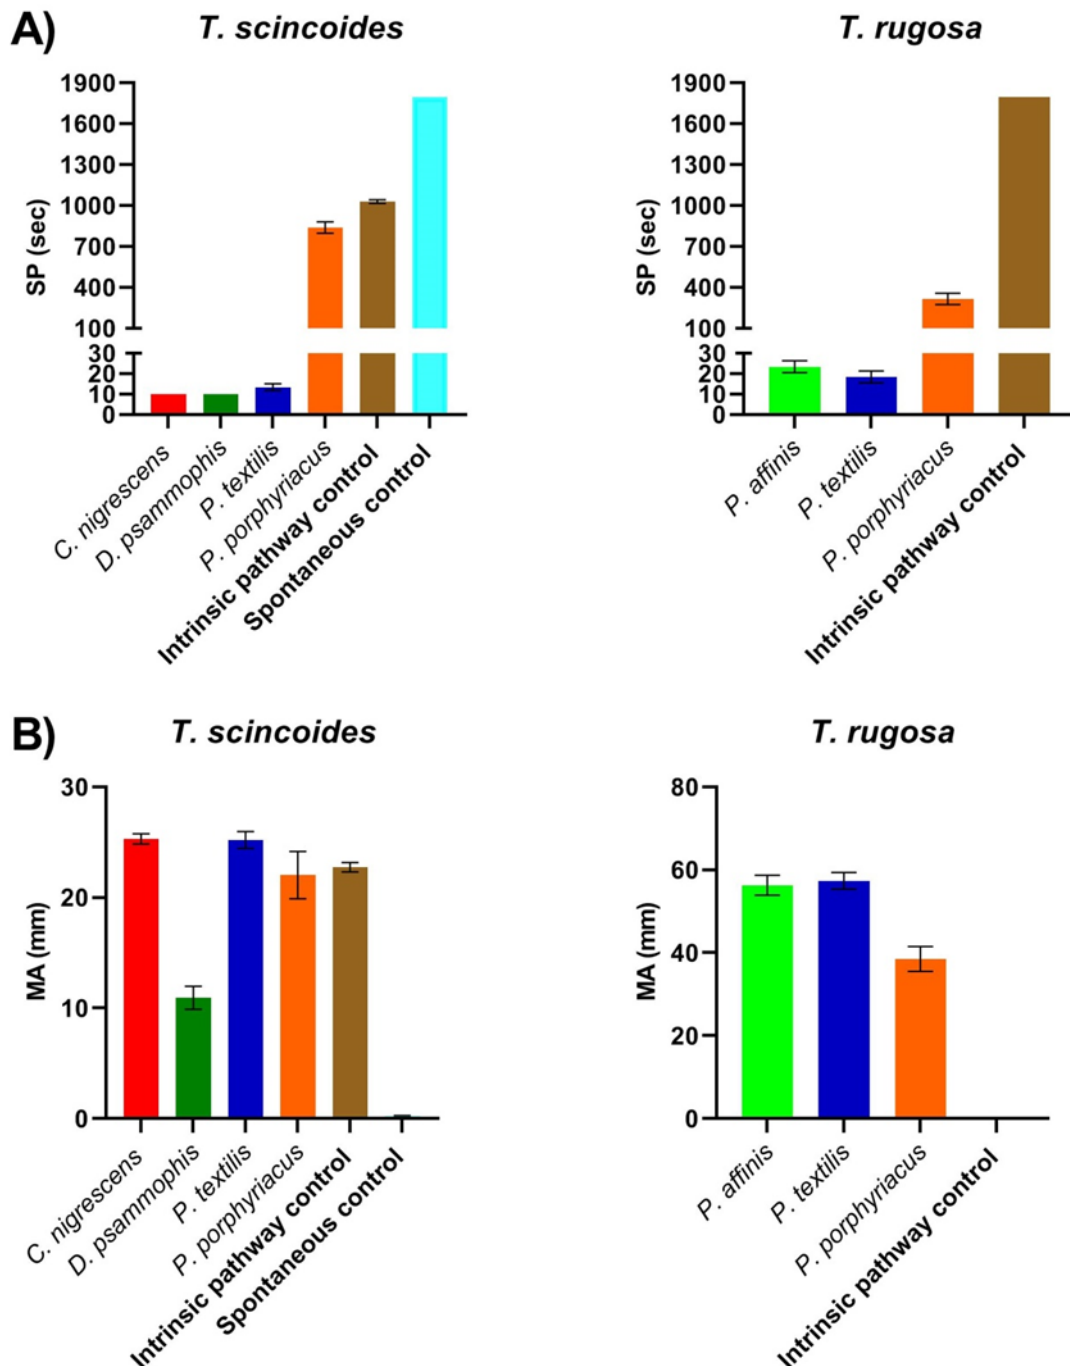 A)
T. scincoides
T. rugosa
SP (sec)
1900
1600
1300
1000
700
400
100
30
20
10
0
C. nigrescens
D. psammophis
P. textilis
P. porphyriacus
Intrinsic pathway control
Spontaneous control
SP (sec)
1900
1600
1300
1000
700
400
100
30
20
10
0
P. affinis
P. textilis
P. porphyriacus
Intrinsic pathway control
B)
T. scincoides
T. rugosa
MA (mm)
30
20
10
0
C. nigrescens
D. psammophis
P. textilis
P. porphyriacus
Intrinsic pathway control
Spontaneous control
MA (mm)
80
60
40
20
0
P. affinis
P. textilis
P. porphyriacus
Intrinsic pathway control